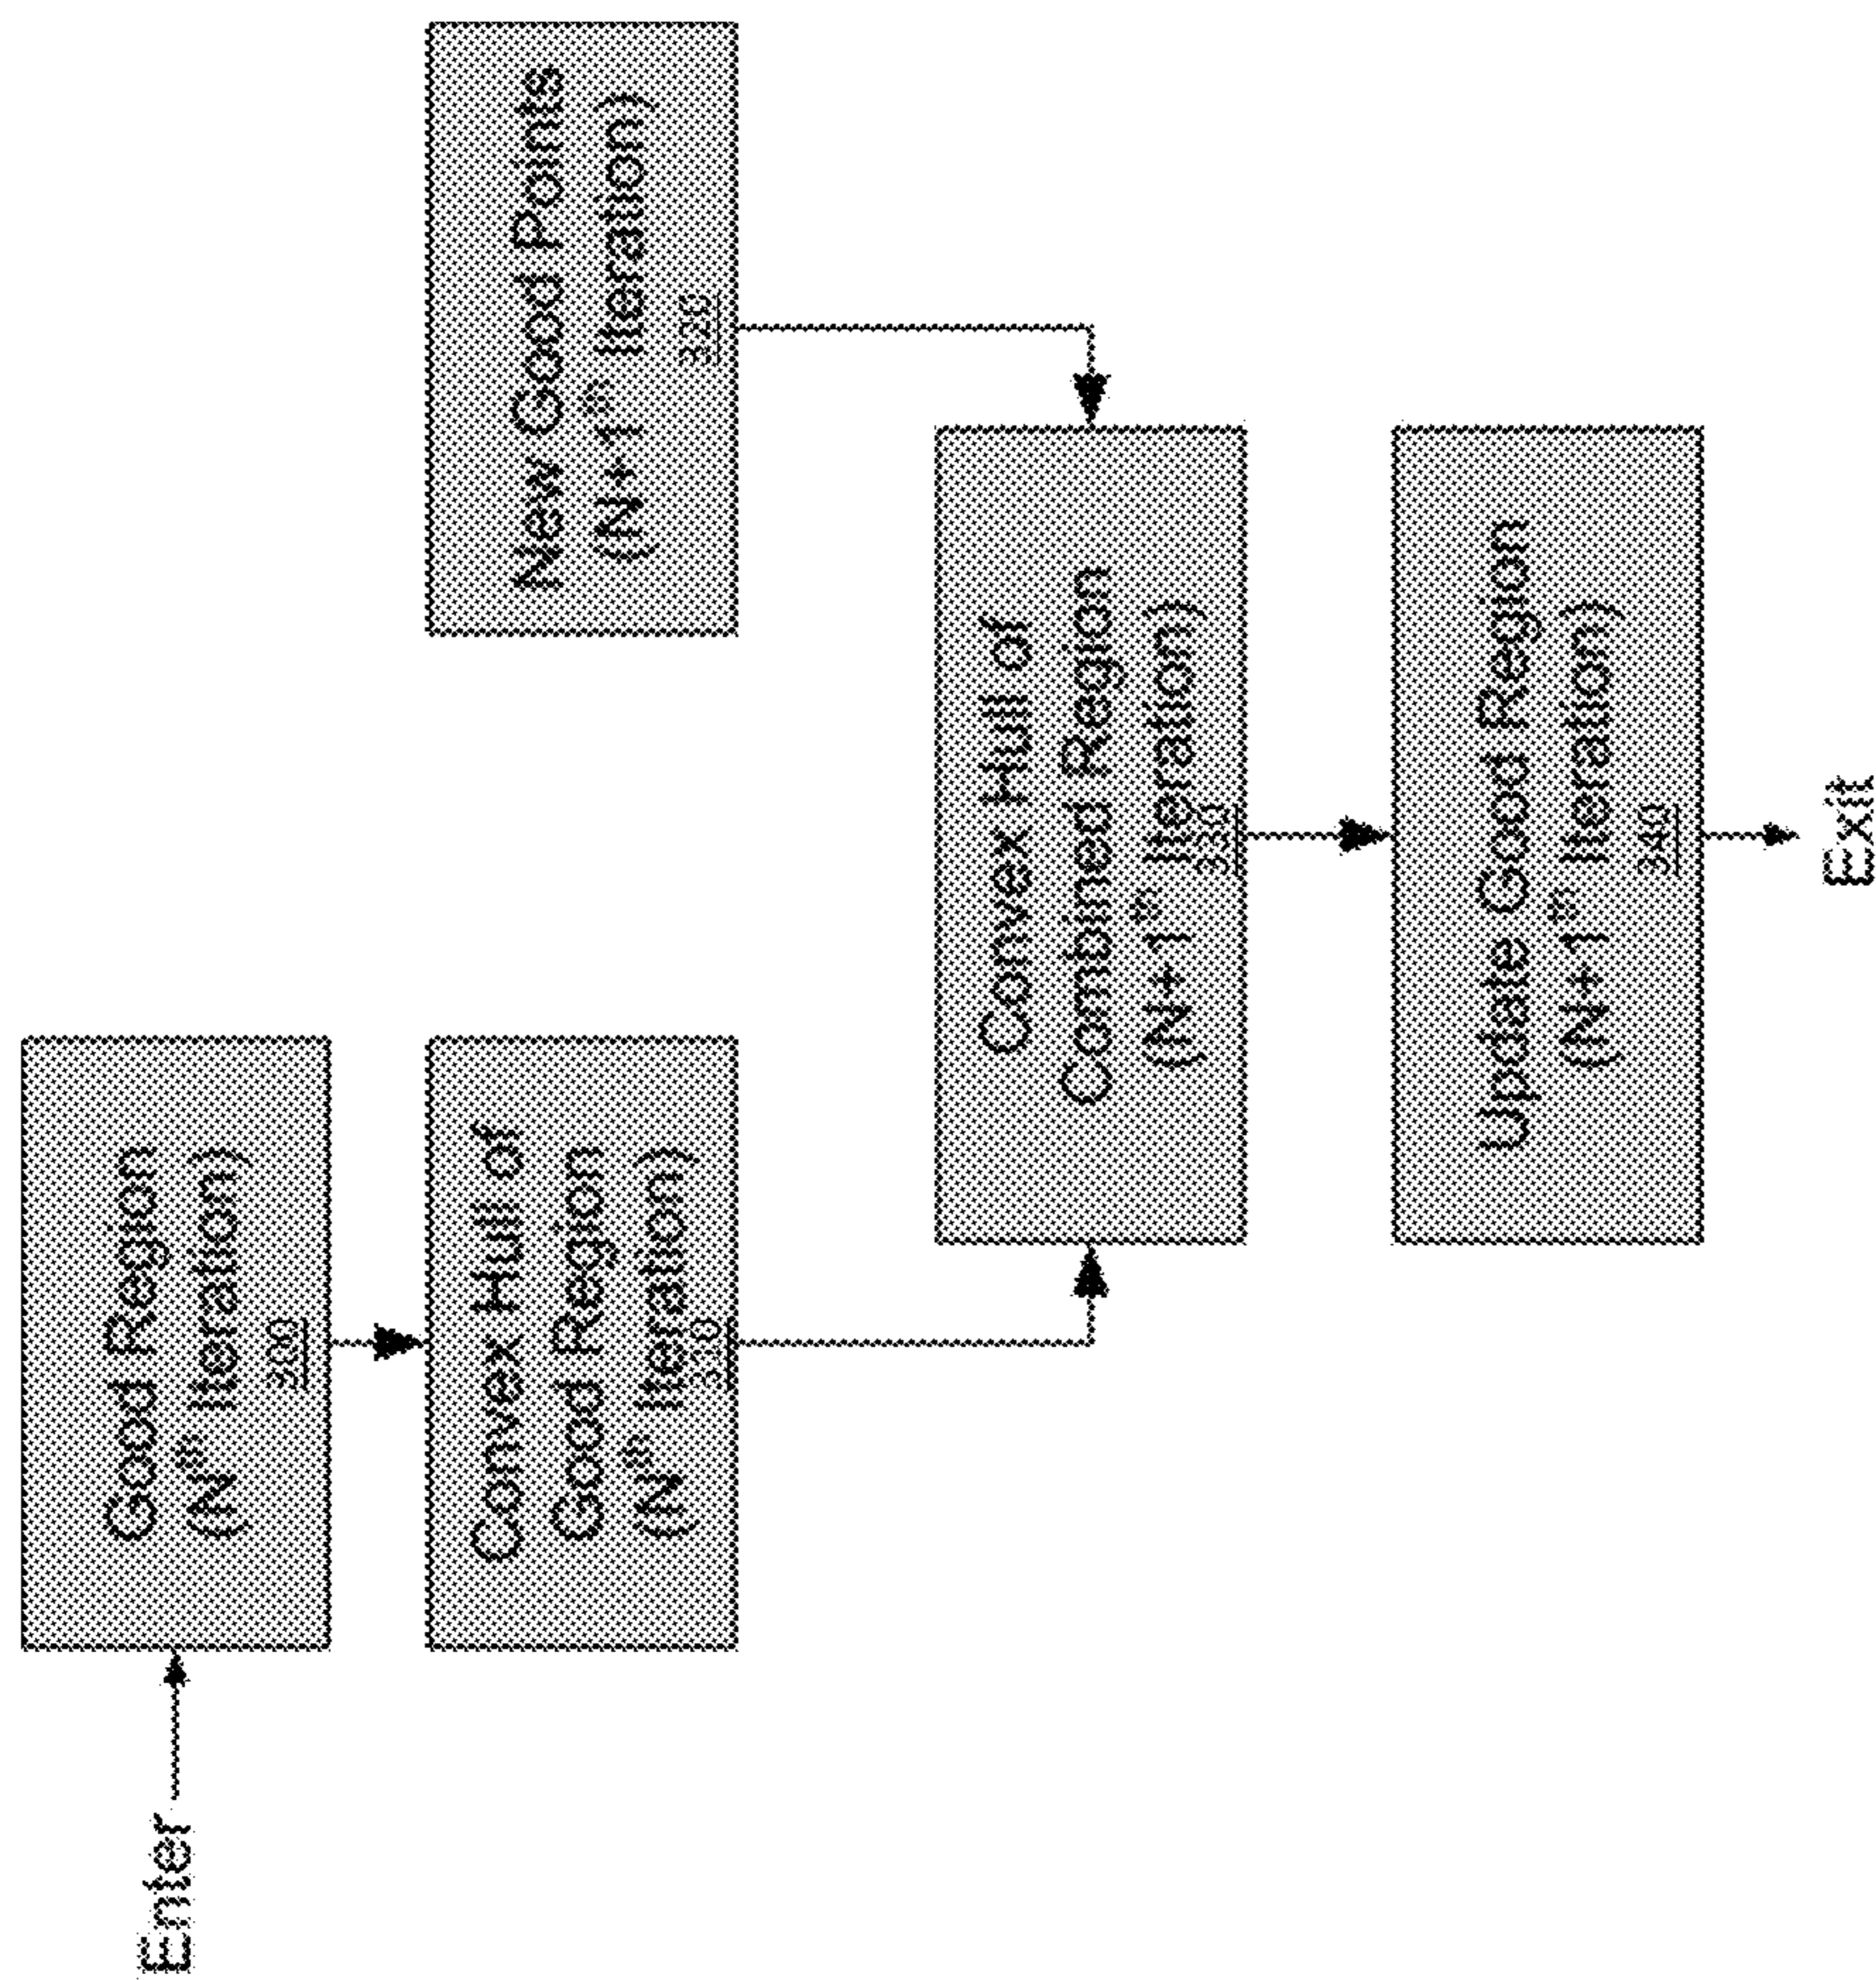 Enter
Good Region
(Nth Iteration)
300
Convex Hull of
Good Region
(Nth Iteration)
310
New Good Points
(N+1th Iteration)
320
Convex Hull of
Combined Region
(N+1th Iteration)
330
Update Good Region
(N+1th Iteration)
340
Exit